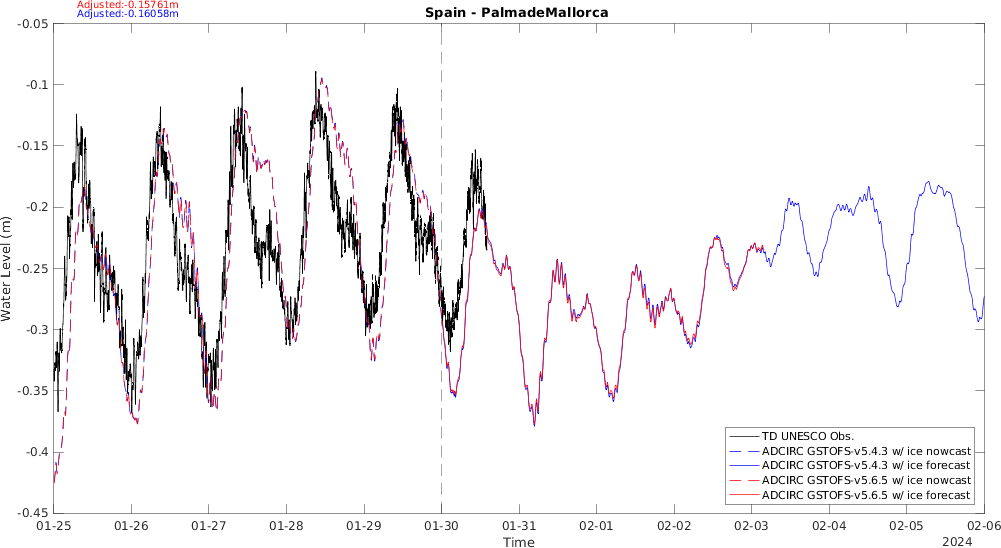 Adjusted:-0.15761m
Adjusted:-0.16058m
Spain - PalmadeMallorca
-0.05
-0.1
-0.15
-0.2
-0.25
-0.3
-0.35
-0.4
-0.45
Water Level (m)
TD UNESCO Obs.
ADCIRC GSTOFS-v5.4.3 w/ ice nowcast
ADCIRC GSTOFS-v5.4.3 w/ ice forecast
ADCIRC GSTOFS-v5.6.5 w/ ice nowcast
ADCIRC GSTOFS-v5.6.5 w/ ice forecast
01-25 01-26 01-27 01-28 01-29 01-30 01-31 02-01 02-02 02-03 02-04 02-05 02-06
Time
2024